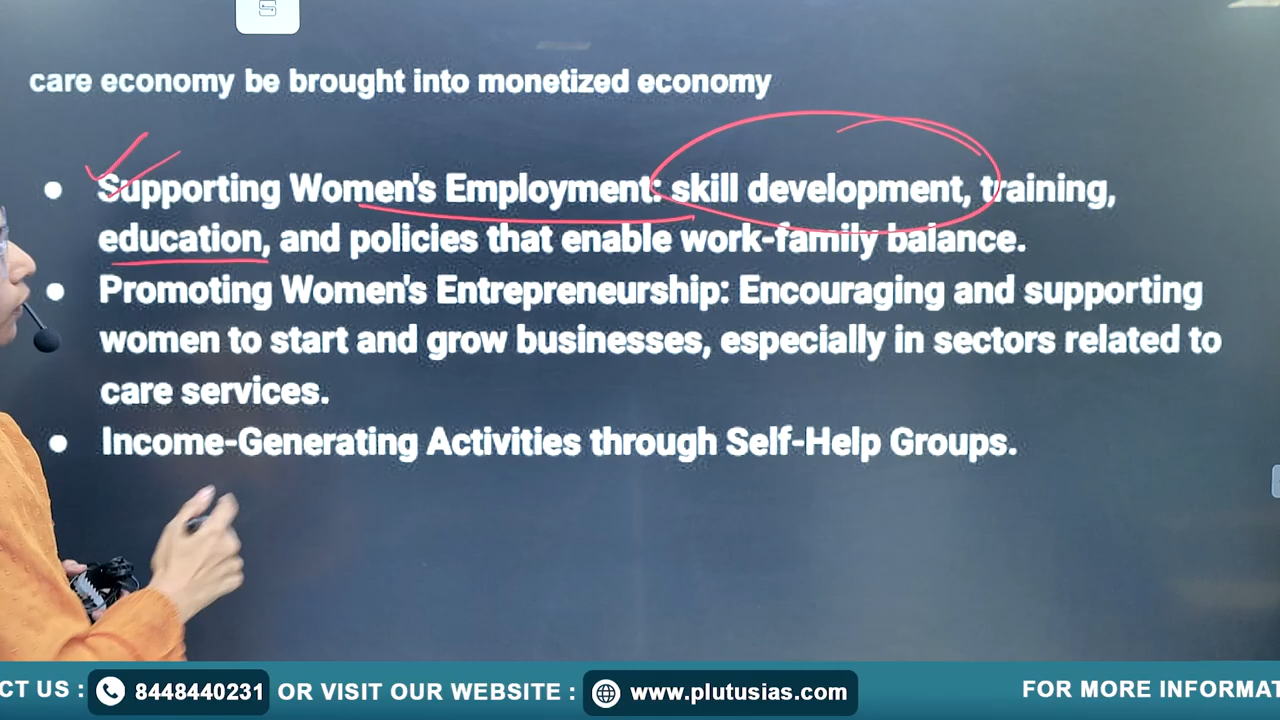 care economy be brought into monetized economy
● Supporting Women's Employment: skill development, training,
education, and policies that enable work-family balance.
● Promoting Women's Entrepreneurship: Encouraging and supporting
women to start and grow businesses, especially in sectors related to
care services.
● Income-Generating Activities through Self-Help Groups.
CT US : 8448440231 OR VISIT OUR WEBSITE : www.plutusias.com FOR MORE INFORMAT